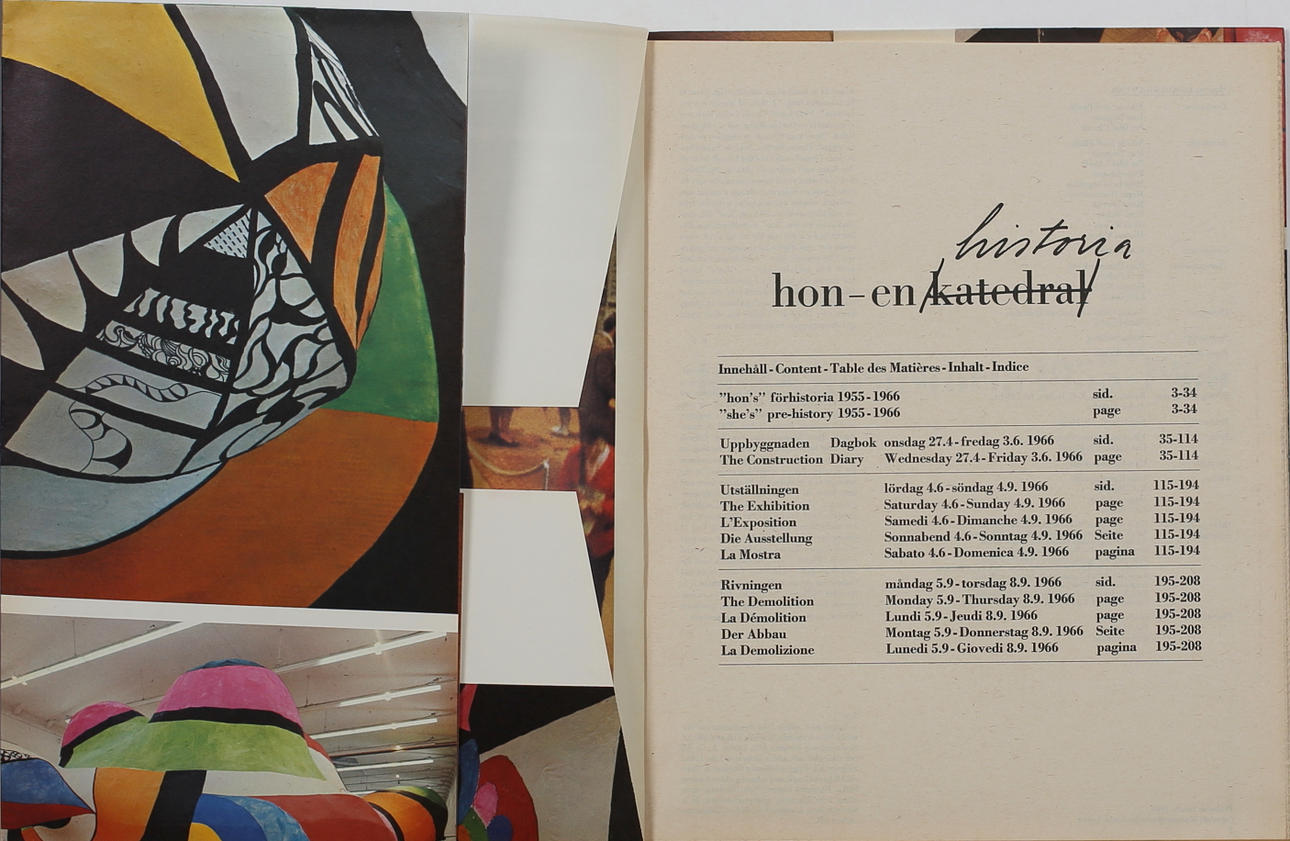 historia
hon-en katedral
Innehåll-Content-Table des Matières-Inhalt-Indice
”hon’s” förhistoria 1955-1966 sid. 3-34
”she’s” pre-history 1955-1966 page 3-34
Uppbyggnaden Dagbok onsdag 27.4-fredag 3.6. 1966 sid. 35-114
The Construction Diary Wednesday 27.4-Friday 3.6. 1966 page 35-114
Utställningen lördag 4.6-söndag 4.9. 1966 sid. 115-194
The Exhibition Saturday 4.6-Sunday 4.9. 1966 page 115-194
L’Exposition Samedi 4.6-Dimanche 4.9. 1966 page 115-194
Die Ausstellung Sonnabend 4.6-Sonntag 4.9. 1966 Seite 115-194
La Mostra Sabato 4.6-Domenica 4.9. 1966 pagina 115-194
Rivningen måndag 5.9-torsdag 8.9. 1966 sid. 195-208
The Demolition Monday 5.9-Thursday 8.9. 1966 page 195-208
La Démolition Lundi 5.9-Jeudi 8.9. 1966 page 195-208
Der Abbau Montag 5.9-Donnerstag 8.9. 1966 Seite 195-208
La Demolizione Lunedi 5.9-Giovedi 8.9. 1966 pagina 195-208